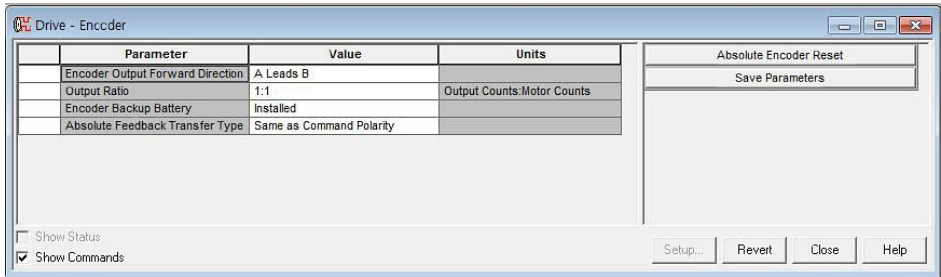 Drive - Encoder
Parameter Value Units
Encoder Output Forward Direction A Leads B
Output Ratio 1:1 Output Counts:Motor Counts
Encoder Backup Battery Installed
Absolute Feedback Transfer Type Same as Command Polarity
Absolute Encoder Reset
Save Parameters
Show Status
Show Commands
Setup... Revert Close Help